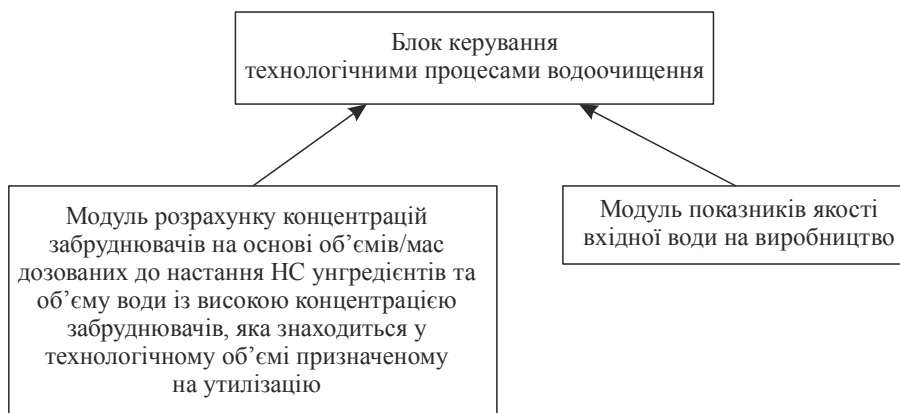 Блок керування
технологічними процесами водоочищення
Модуль розрахунку концентрацій
забруднювачів на основі об’ємів/мас
дозованих до настання НС унгредієнтів та
об’єму води із високою концентрацією
забруднювачів, яка знаходиться у
технологічному об’ємі призначеному
на утилізацію
Модуль показників якості
вхідної води на виробництво